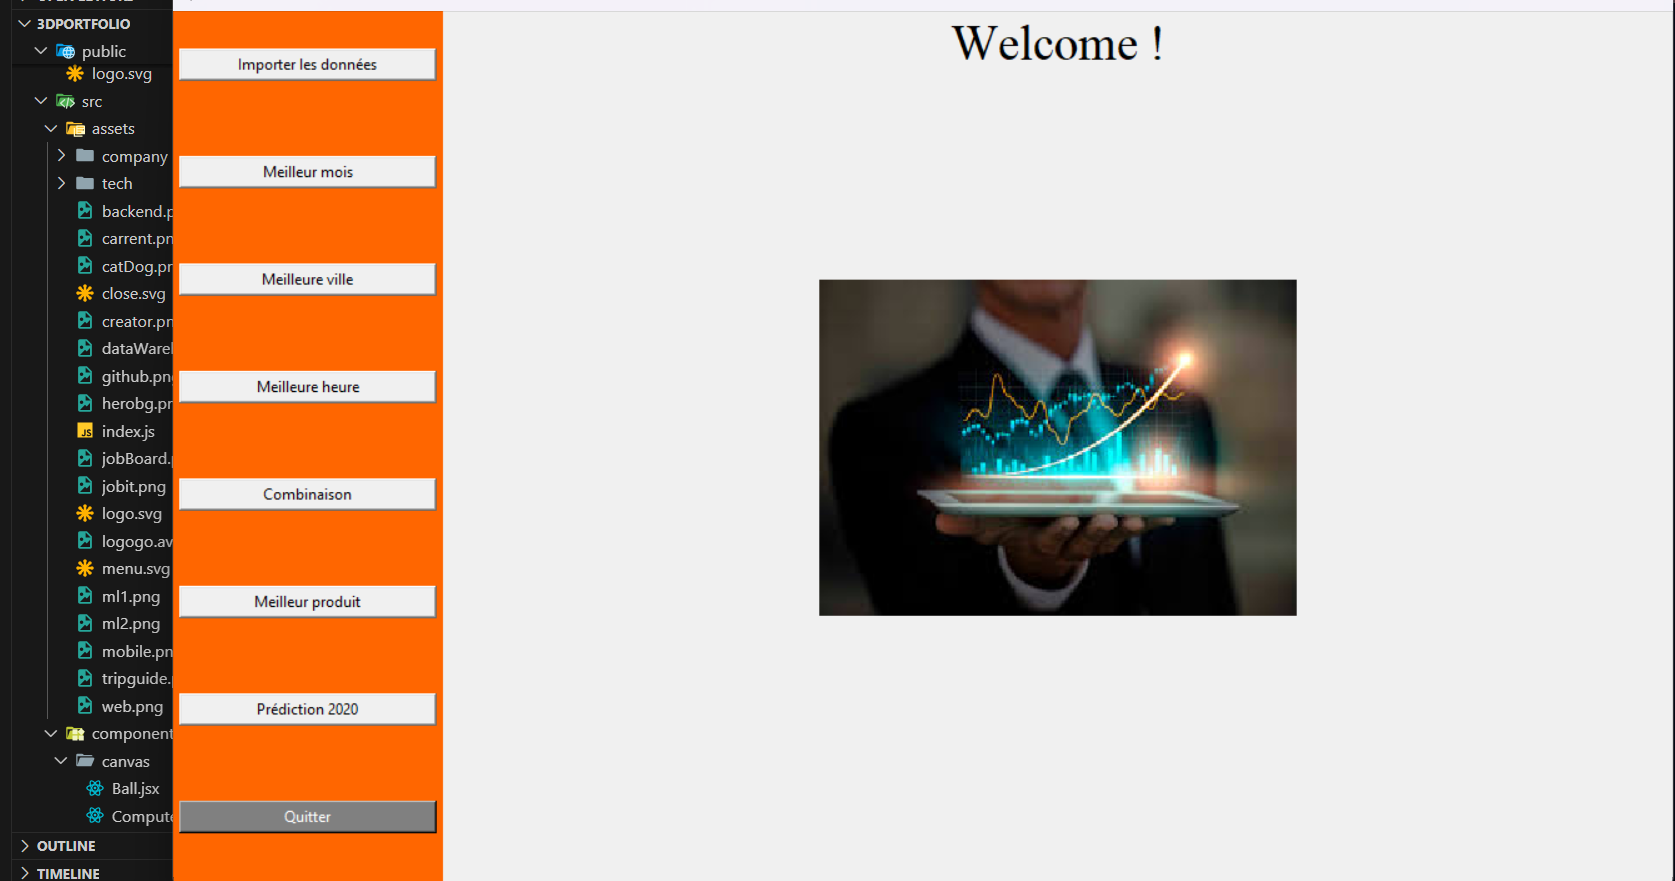 3DPORTFOLIO
public
logo.svg
src
assets
company
tech
backend.p
carrent.pn
catDog.pr
close.svg
creator.pn
dataWarel
github.pn
herobg.pr
index.js
jobBoard.
jobit.png
logo.svg
logogo.av
menu.svg
ml1.png
ml2.png
mobile.pn
tripguide.
web.png
component
canvas
Ball.jsx
Compute
OUTLINE
TIMELINE
Importer les données
Meilleur mois
Meilleure ville
Meilleure heure
Combinaison
Meilleur produit
Prédiction 2020
Quitter
Welcome !